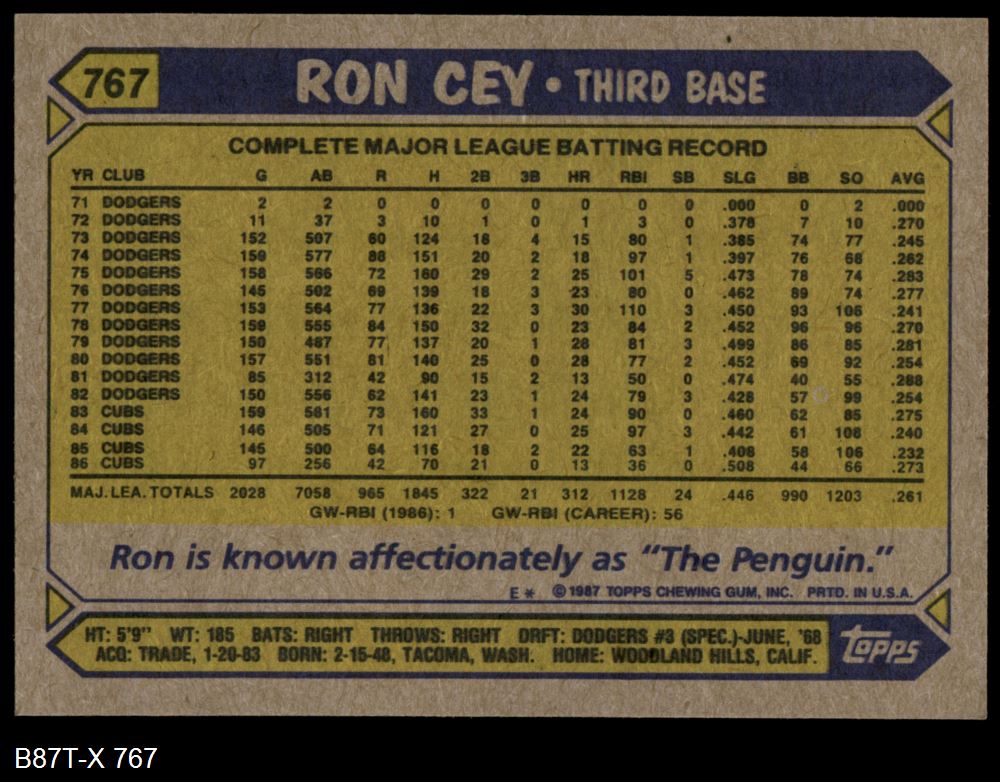 767 RON CEY • THIRD BASE
COMPLETE MAJOR LEAGUE BATTING RECORD
YR CLUB G AB R H 2B 3B HR RBI SB SLG BB SO AVG
71 DODGERS 2 2 0 0 0 0 0 0 0 .000 0 2 .000
72 DODGERS 11 37 3 10 1 0 1 3 0 .378 7 10 .270
73 DODGERS 152 507 60 124 18 4 15 80 1 .385 74 77 .245
74 DODGERS 159 577 88 151 20 2 18 97 1 .397 76 68 .262
75 DODGERS 158 566 72 160 29 2 25 101 5 .473 78 74 .283
76 DODGERS 145 502 69 139 18 3 23 80 0 .462 89 74 .277
77 DODGERS 153 564 77 136 22 3 30 110 3 .450 93 106 .241
78 DODGERS 159 555 84 150 32 0 23 84 2 .452 96 96 .270
79 DODGERS 150 487 77 137 20 1 28 81 3 .499 86 85 .281
80 DODGERS 157 551 81 140 25 0 28 77 2 .452 69 92 .254
81 DODGERS 85 312 42 90 15 2 13 50 0 .474 40 55 .288
82 DODGERS 150 556 62 141 23 1 24 79 3 .428 57 99 .254
83 CUBS 159 581 73 160 33 1 24 90 0 .460 62 85 .275
84 CUBS 146 505 71 121 27 0 25 97 3 .442 61 108 .240
85 CUBS 145 500 64 116 18 2 22 63 1 .408 58 106 .232
86 CUBS 97 256 42 70 21 0 13 36 0 .508 44 66 .273
MAJ. LEA. TOTALS 2028 7058 965 1845 322 21 312 1128 24 .446 990 1203 .261
GW-RBI (1986): 1 GW-RBI (CAREER): 56
Ron is known affectionately as "The Penguin."
E* © 1987 TOPPS CHEWING GUM, INC. PRTD. IN U.S.A.
HT: 5'9" WT: 185 BATS: RIGHT THROWS: RIGHT DRFT: DODGERS #3 (SPEC.)-JUNE, '68
ACQ: TRADE, 1-20-83 BORN: 2-15-48, TACOMA, WASH. HOME: WOODLAND HILLS, CALIF.
topps
B87T-X 767